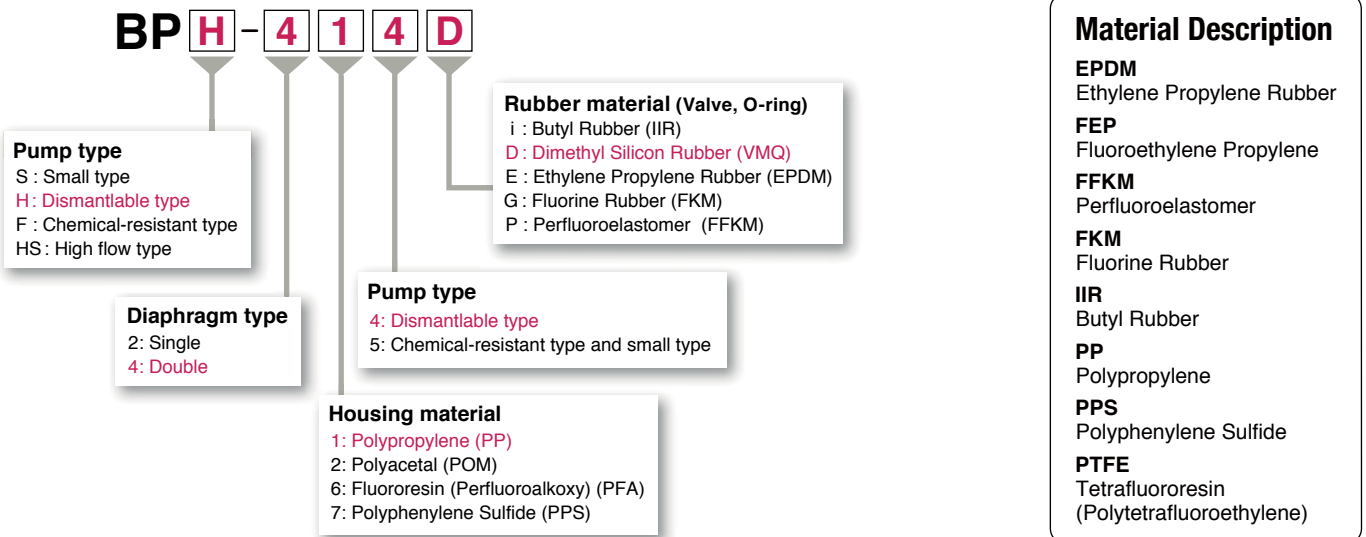 BPH-414D
Pump type
S : Small type
H : Dismantlable type
F : Chemical-resistant type
HS : High flow type
Diaphragm type
2: Single
4: Double
Housing material
1: Polypropylene (PP)
2: Polyacetal (POM)
6: Fluororesin (Perfluoroalkoxy) (PFA)
7: Polyphenylene Sulfide (PPS)
Pump type
4: Dismantlable type
5: Chemical-resistant type and small type
Rubber material (Valve, O-ring)
i : Butyl Rubber (IIR)
D : Dimethyl Silicon Rubber (VMQ)
E : Ethylene Propylene Rubber (EPDM)
G : Fluorine Rubber (FKM)
P : Perfluoroelastomer (FFKM)
Material Description
EPDM
Ethylene Propylene Rubber
FEP
Fluoroethylene Propylene
FFKM
Perfluoroelastomer
FKM
Fluorine Rubber
IIR
Butyl Rubber
PP
Polypropylene
PPS
Polyphenylene Sulfide
PTFE
Tetrafluororesin
(Polytetrafluoroethylene)